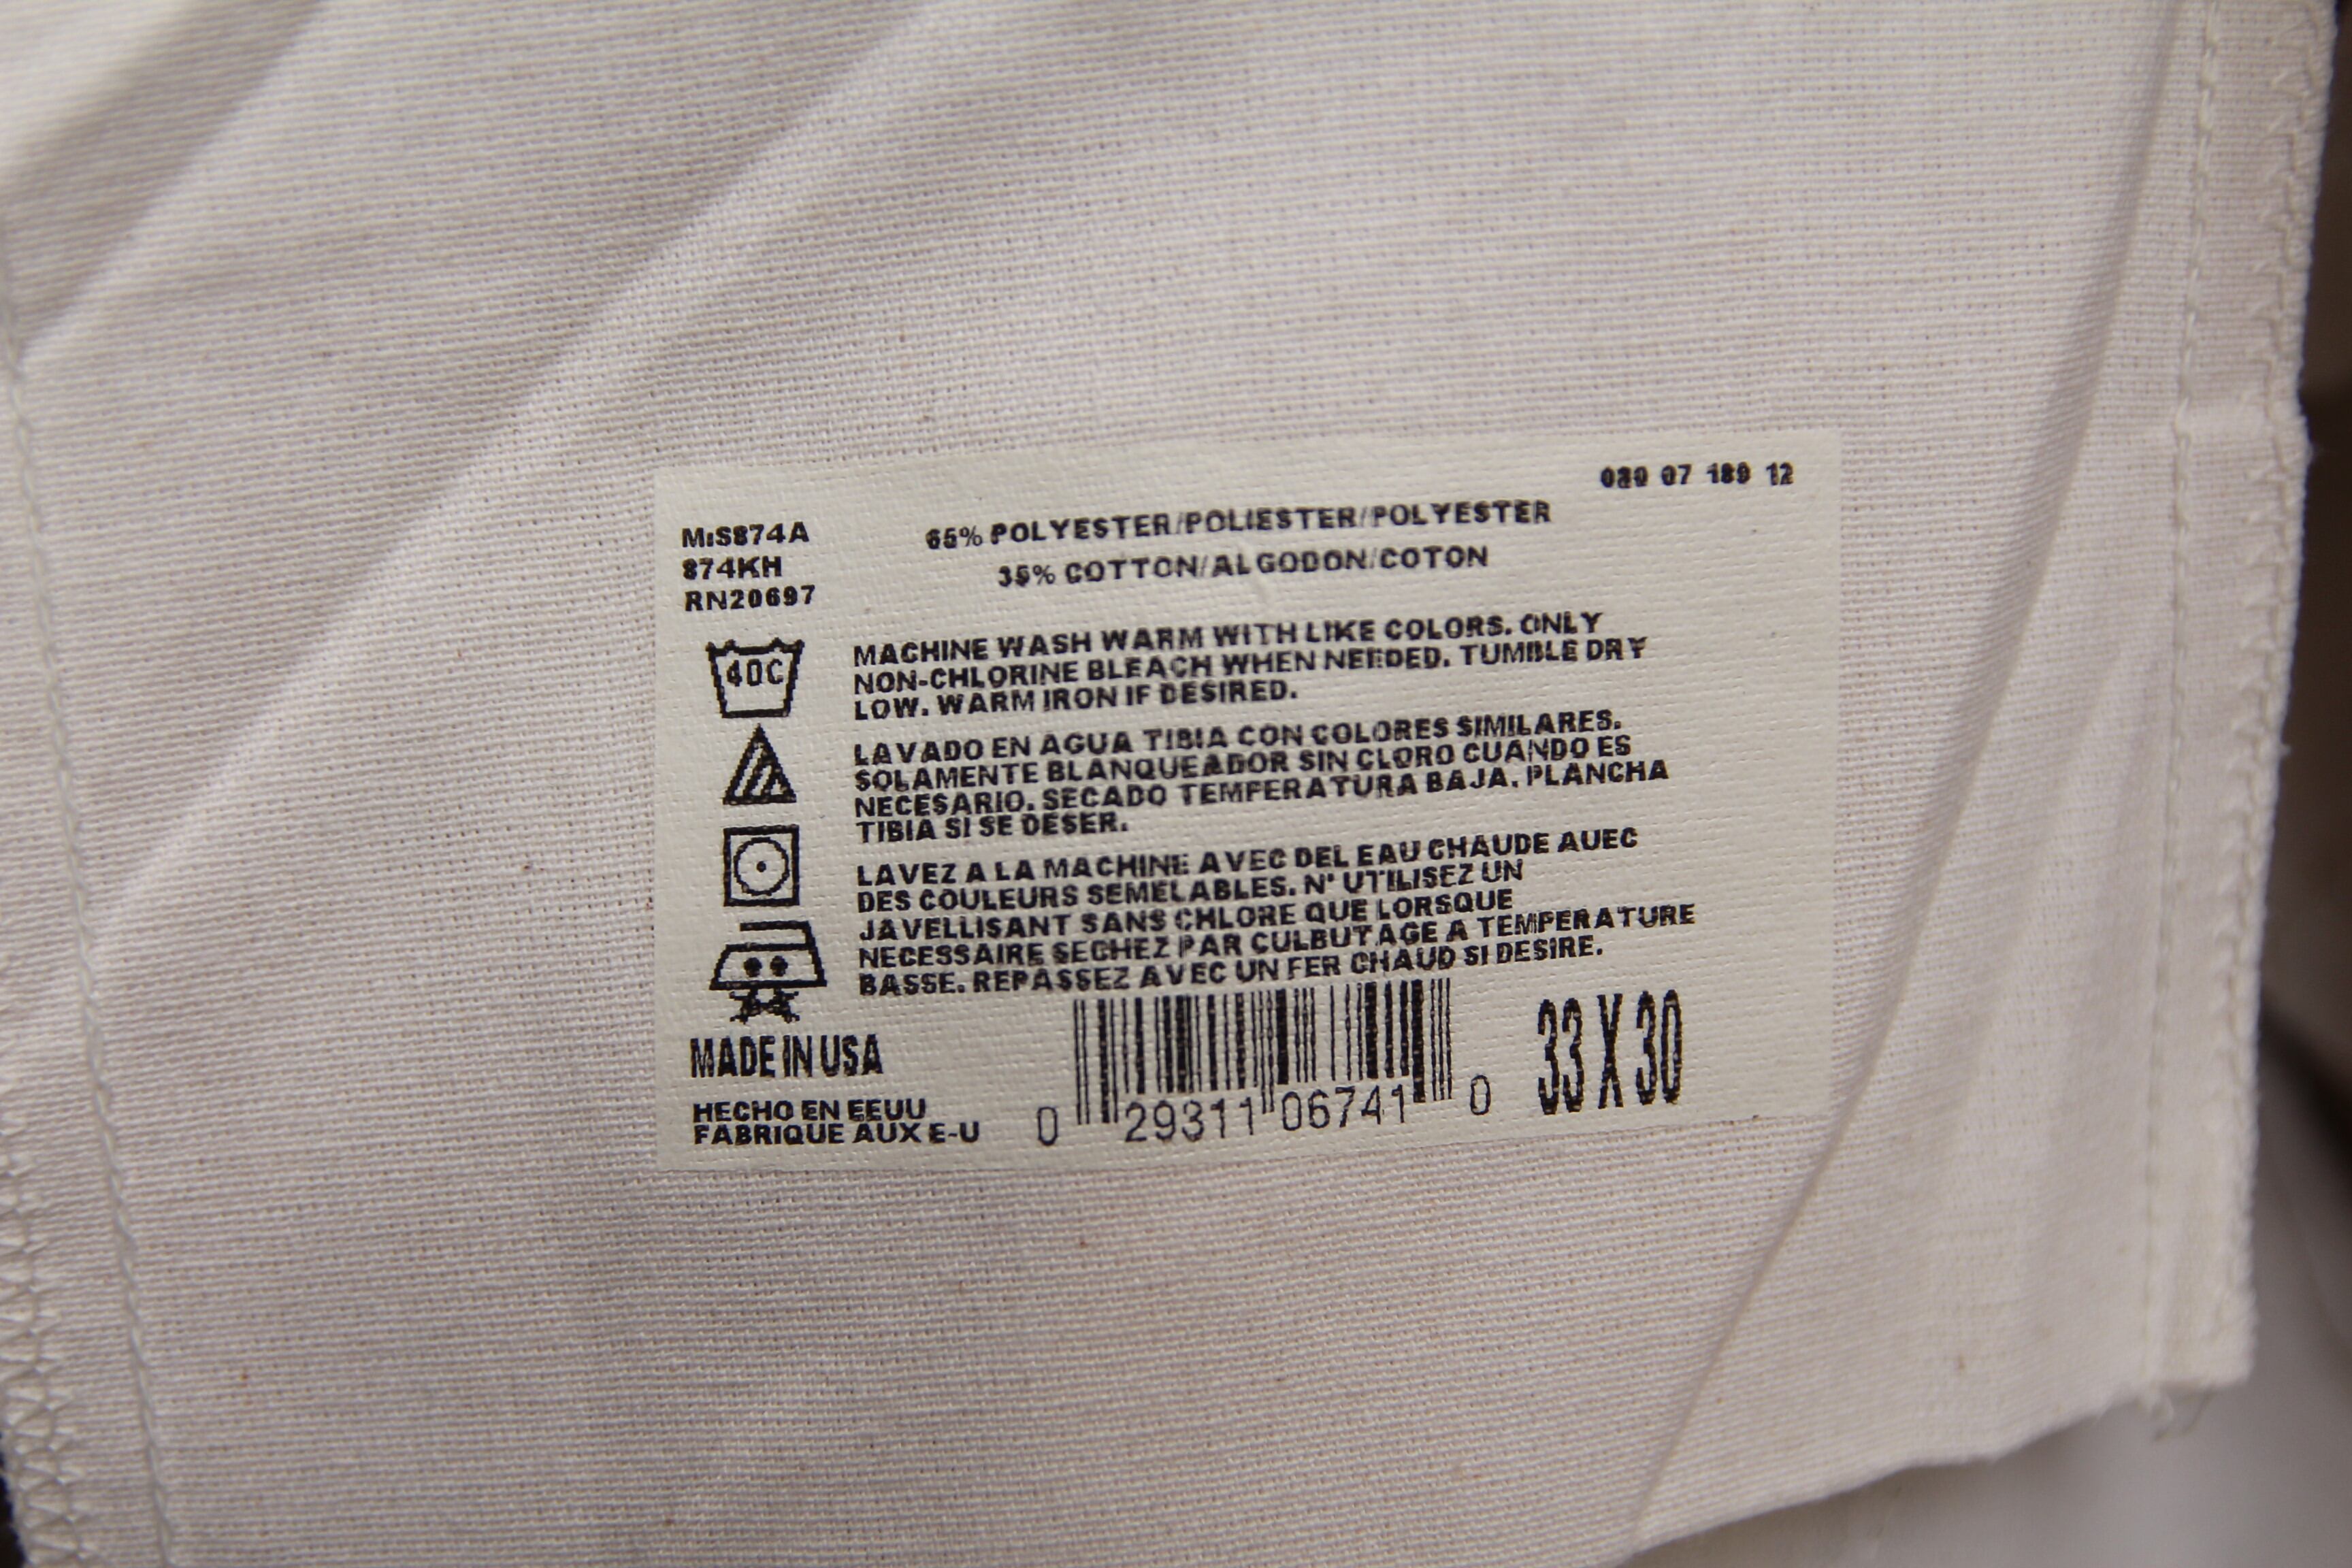 080 07 189 12
MiS874A
874KH
RN20697
65% POLYESTER/POLIESTER/POLYESTER
35% COTTON/ALGODON/COTON
40C
MACHINE WASH WARM WITH LIKE COLORS. ONLY
NON-CHLORINE BLEACH WHEN NEEDED. TUMBLE DRY
LOW. WARM IRON IF DESIRED.
LAVADO EN AGUA TIBIA CON COLORES SIMILARES.
SOLAMENTE BLANQUEADOR SIN CLORO CUANDO ES
NECESARIO. SECADO TEMPERATURA BAJA. PLANCHA
TIBIA SI SE DESER.
LAVEZ A LA MACHINE AVEC DEL EAU CHAUDE AUEC
DES COULEURS SEMELABLES. N' UTILISEZ UN
JAVELLISANT SANS CHLORE QUE LORSQUE
NECESSAIRE SECHEZ PAR CULBUTAGE A TEMPERATURE
BASSE. REPASSEZ AVEC UN FER CHAUD SI DESIRE.
MADE IN USA
HECHO EN EEUU
FABRIQUE AUX E-U
0 29311 06741 0
33 X 30